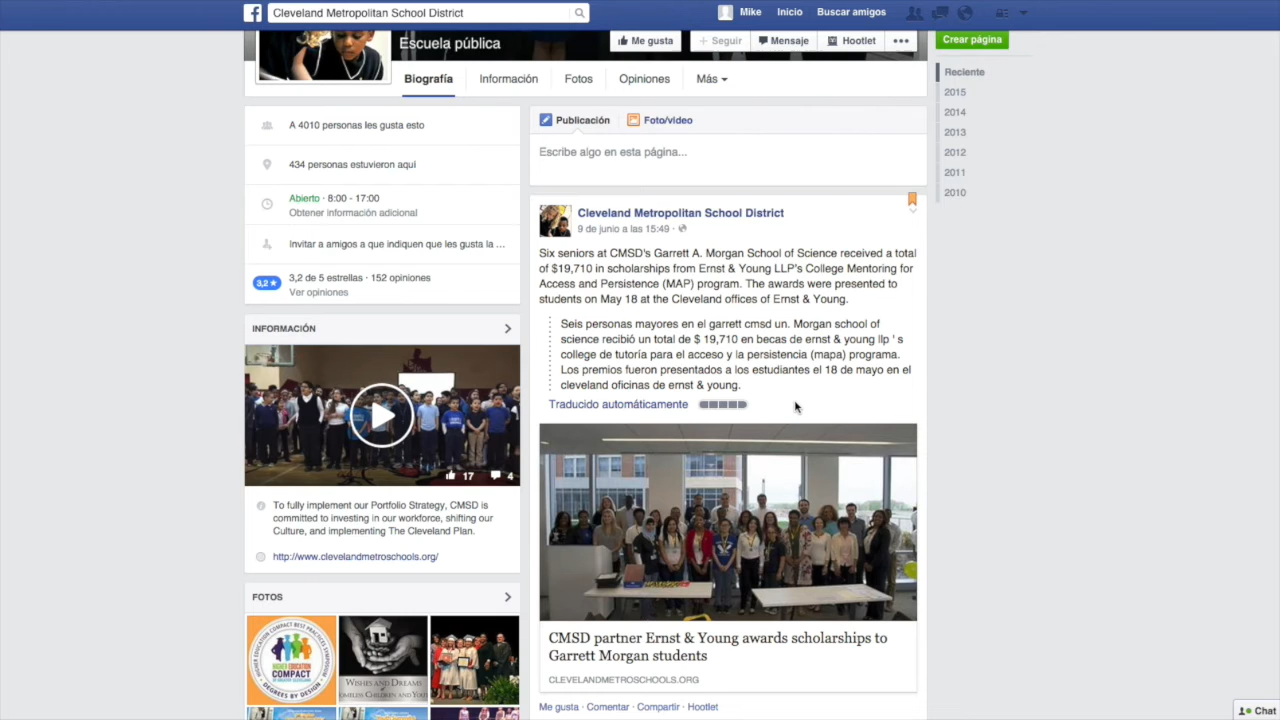 Cleveland Metropolitan School District
Mike
Inicio
Buscar amigos
Escuela pública
Me gusta
Seguir
Mensaje
Hootlet
Crear página
Biografía
Información
Fotos
Opiniones
Más
Reciente
2015
2014
2013
2012
2011
2010
A 4010 personas les gusta esto
434 personas estuvieron aquí
Abierto · 8:00 - 17:00
Obtener información adicional
Invitar a amigos a que indiquen que les gusta la ...
3,2 ★
3,2 de 5 estrellas · 152 opiniones
Ver opiniones
INFORMACIÓN
17
4
To fully implement our Portfolio Strategy, CMSD is
committed to investing in our workforce, shifting our
Culture, and implementing The Cleveland Plan.
http://www.clevelandmetroschools.org/
FOTOS
HIGHER EDUCATION
COMPACT
DEGREES BY DESIGN
WISHES AND DREAMS
Publicación
Foto/video
Escribe algo en esta página...
Cleveland Metropolitan School District
9 de junio a las 15:49 ·
Six seniors at CMSD's Garrett A. Morgan School of Science received a total
of $19,710 in scholarships from Ernst & Young LLP's College Mentoring for
Access and Persistence (MAP) program. The awards were presented to
students on May 18 at the Cleveland offices of Ernst & Young.
Seis personas mayores en el garrett cmsd un. Morgan school of
science recibió un total de $ 19,710 en becas de ernst & young llp ' s
college de tutoría para el acceso y la persistencia (mapa) programa.
Los premios fueron presentados a los estudiantes el 18 de mayo en el
cleveland oficinas de ernst & young.
Traducido automáticamente
CMSD partner Ernst & Young awards scholarships to
Garrett Morgan students
CLEVELANDMETROSCHOOLS.ORG
Me gusta · Comentar · Compartir · Hootlet
Chat